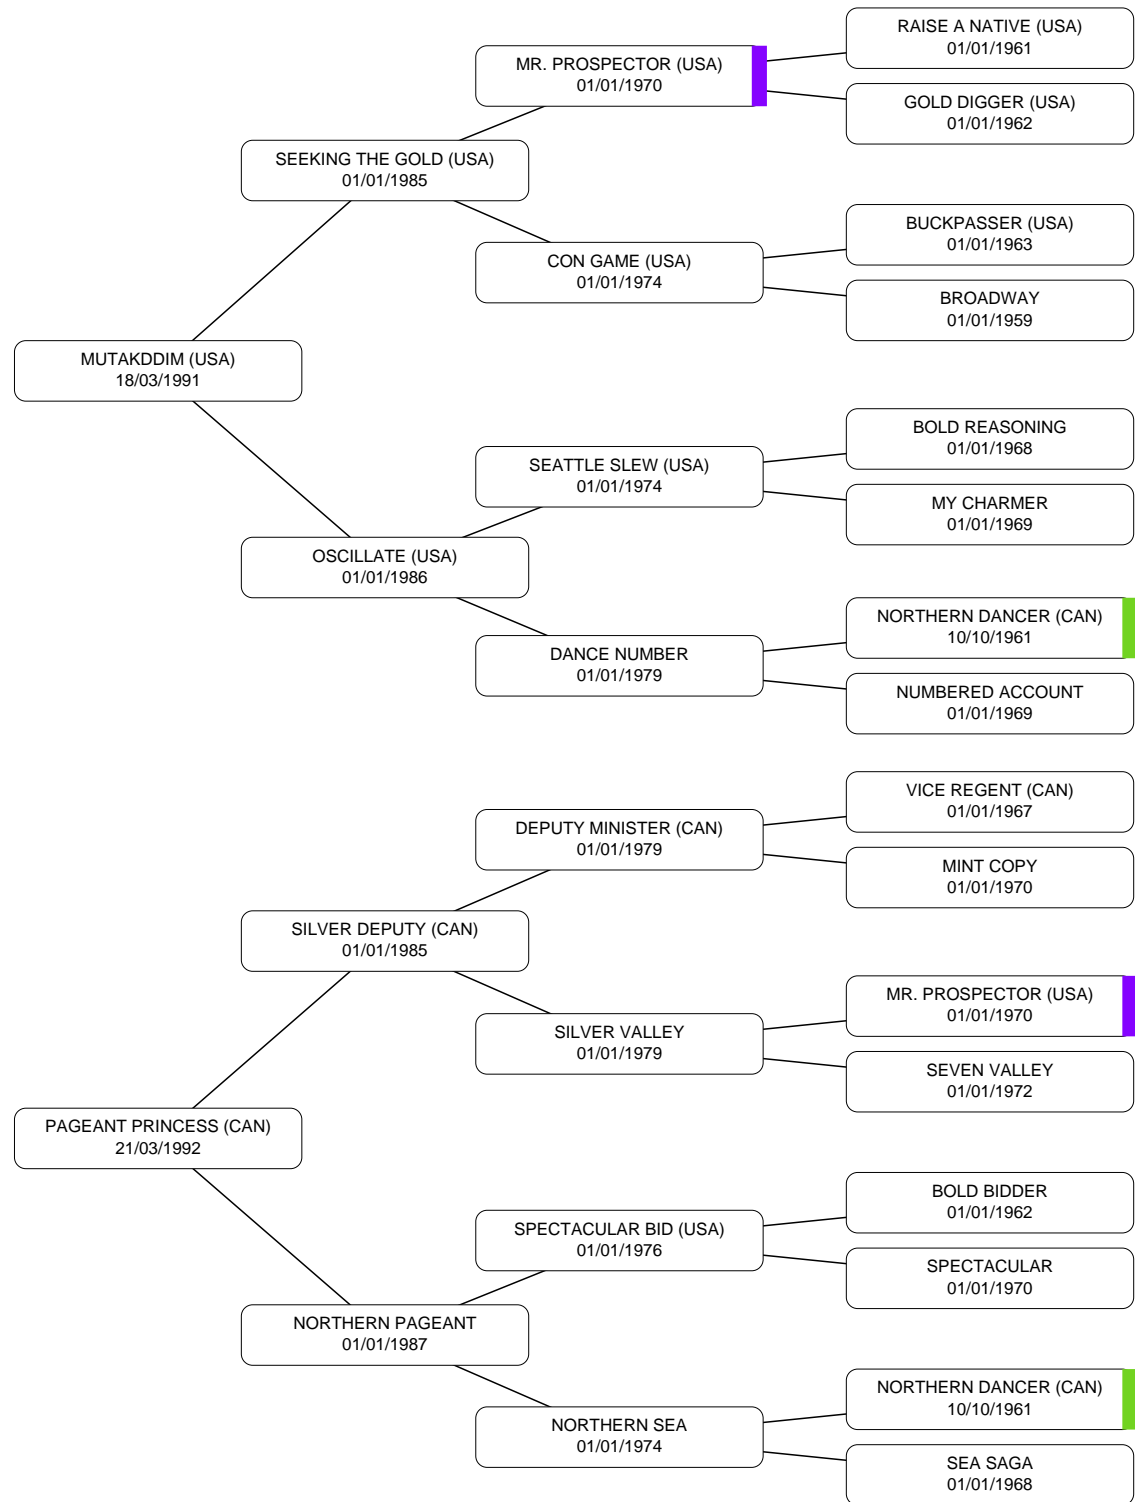 RAISE A NATIVE (USA)
01/01/1961
MR. PROSPECTOR (USA)
01/01/1970
GOLD DIGGER (USA)
01/01/1962
SEEKING THE GOLD (USA)
01/01/1985
BUCKPASSER (USA)
01/01/1963
CON GAME (USA)
01/01/1974
BROADWAY
01/01/1959
MUTAKDDIM (USA)
18/03/1991
BOLD REASONING
01/01/1968
SEATTLE SLEW (USA)
01/01/1974
MY CHARMER
01/01/1969
OSCILLATE (USA)
01/01/1986
NORTHERN DANCER (CAN)
10/10/1961
DANCE NUMBER
01/01/1979
NUMBERED ACCOUNT
01/01/1969
VICE REGENT (CAN)
01/01/1967
DEPUTY MINISTER (CAN)
01/01/1979
MINT COPY
01/01/1970
SILVER DEPUTY (CAN)
01/01/1985
MR. PROSPECTOR (USA)
01/01/1970
SILVER VALLEY
01/01/1979
SEVEN VALLEY
01/01/1972
PAGEANT PRINCESS (CAN)
21/03/1992
BOLD BIDDER
01/01/1962
SPECTACULAR BID (USA)
01/01/1976
SPECTACULAR
01/01/1970
NORTHERN PAGEANT
01/01/1987
NORTHERN DANCER (CAN)
10/10/1961
NORTHERN SEA
01/01/1974
SEA SAGA
01/01/1968